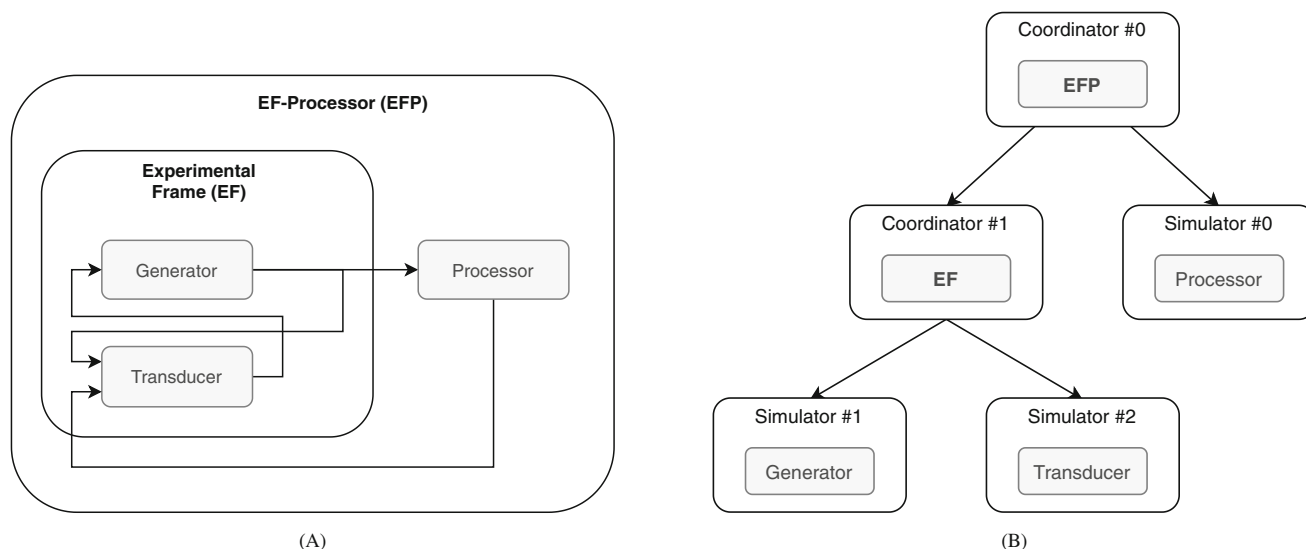 EF-Processor (EFP)
Experimental
Frame (EF)
Generator
Processor
Transducer
(A)
Coordinator #0
EFP
Coordinator #1
EF
Simulator #0
Processor
Simulator #1
Generator
Simulator #2
Transducer
(B)